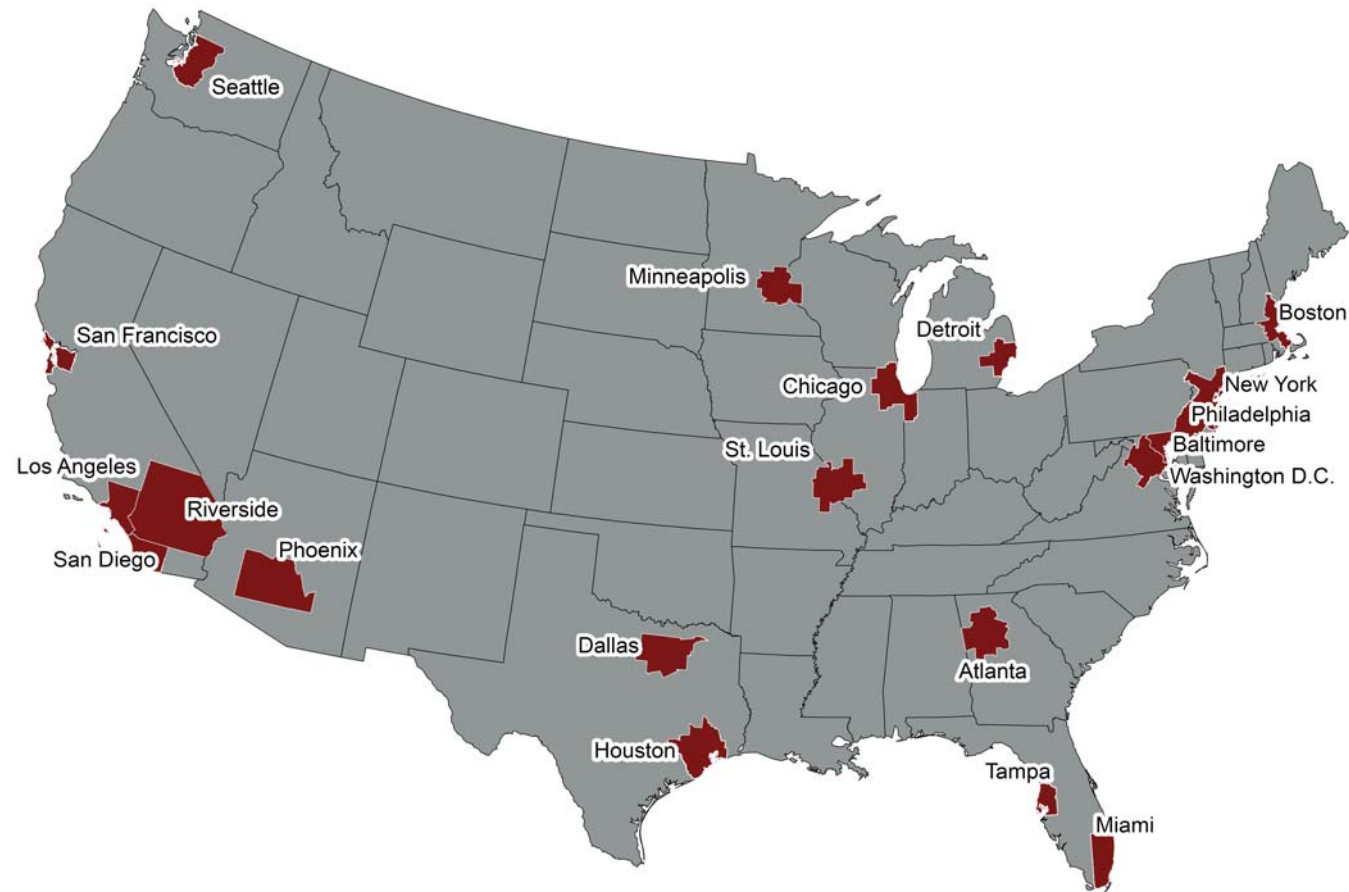 Seattle
Minneapolis
Boston
Detroit
San Francisco
New York
Chicago
Philadelphia
Baltimore
St. Louis
Los Angeles
Washington D.C.
Riverside
Phoenix
San Diego
Dallas
Atlanta
Houston
Tampa
Miami